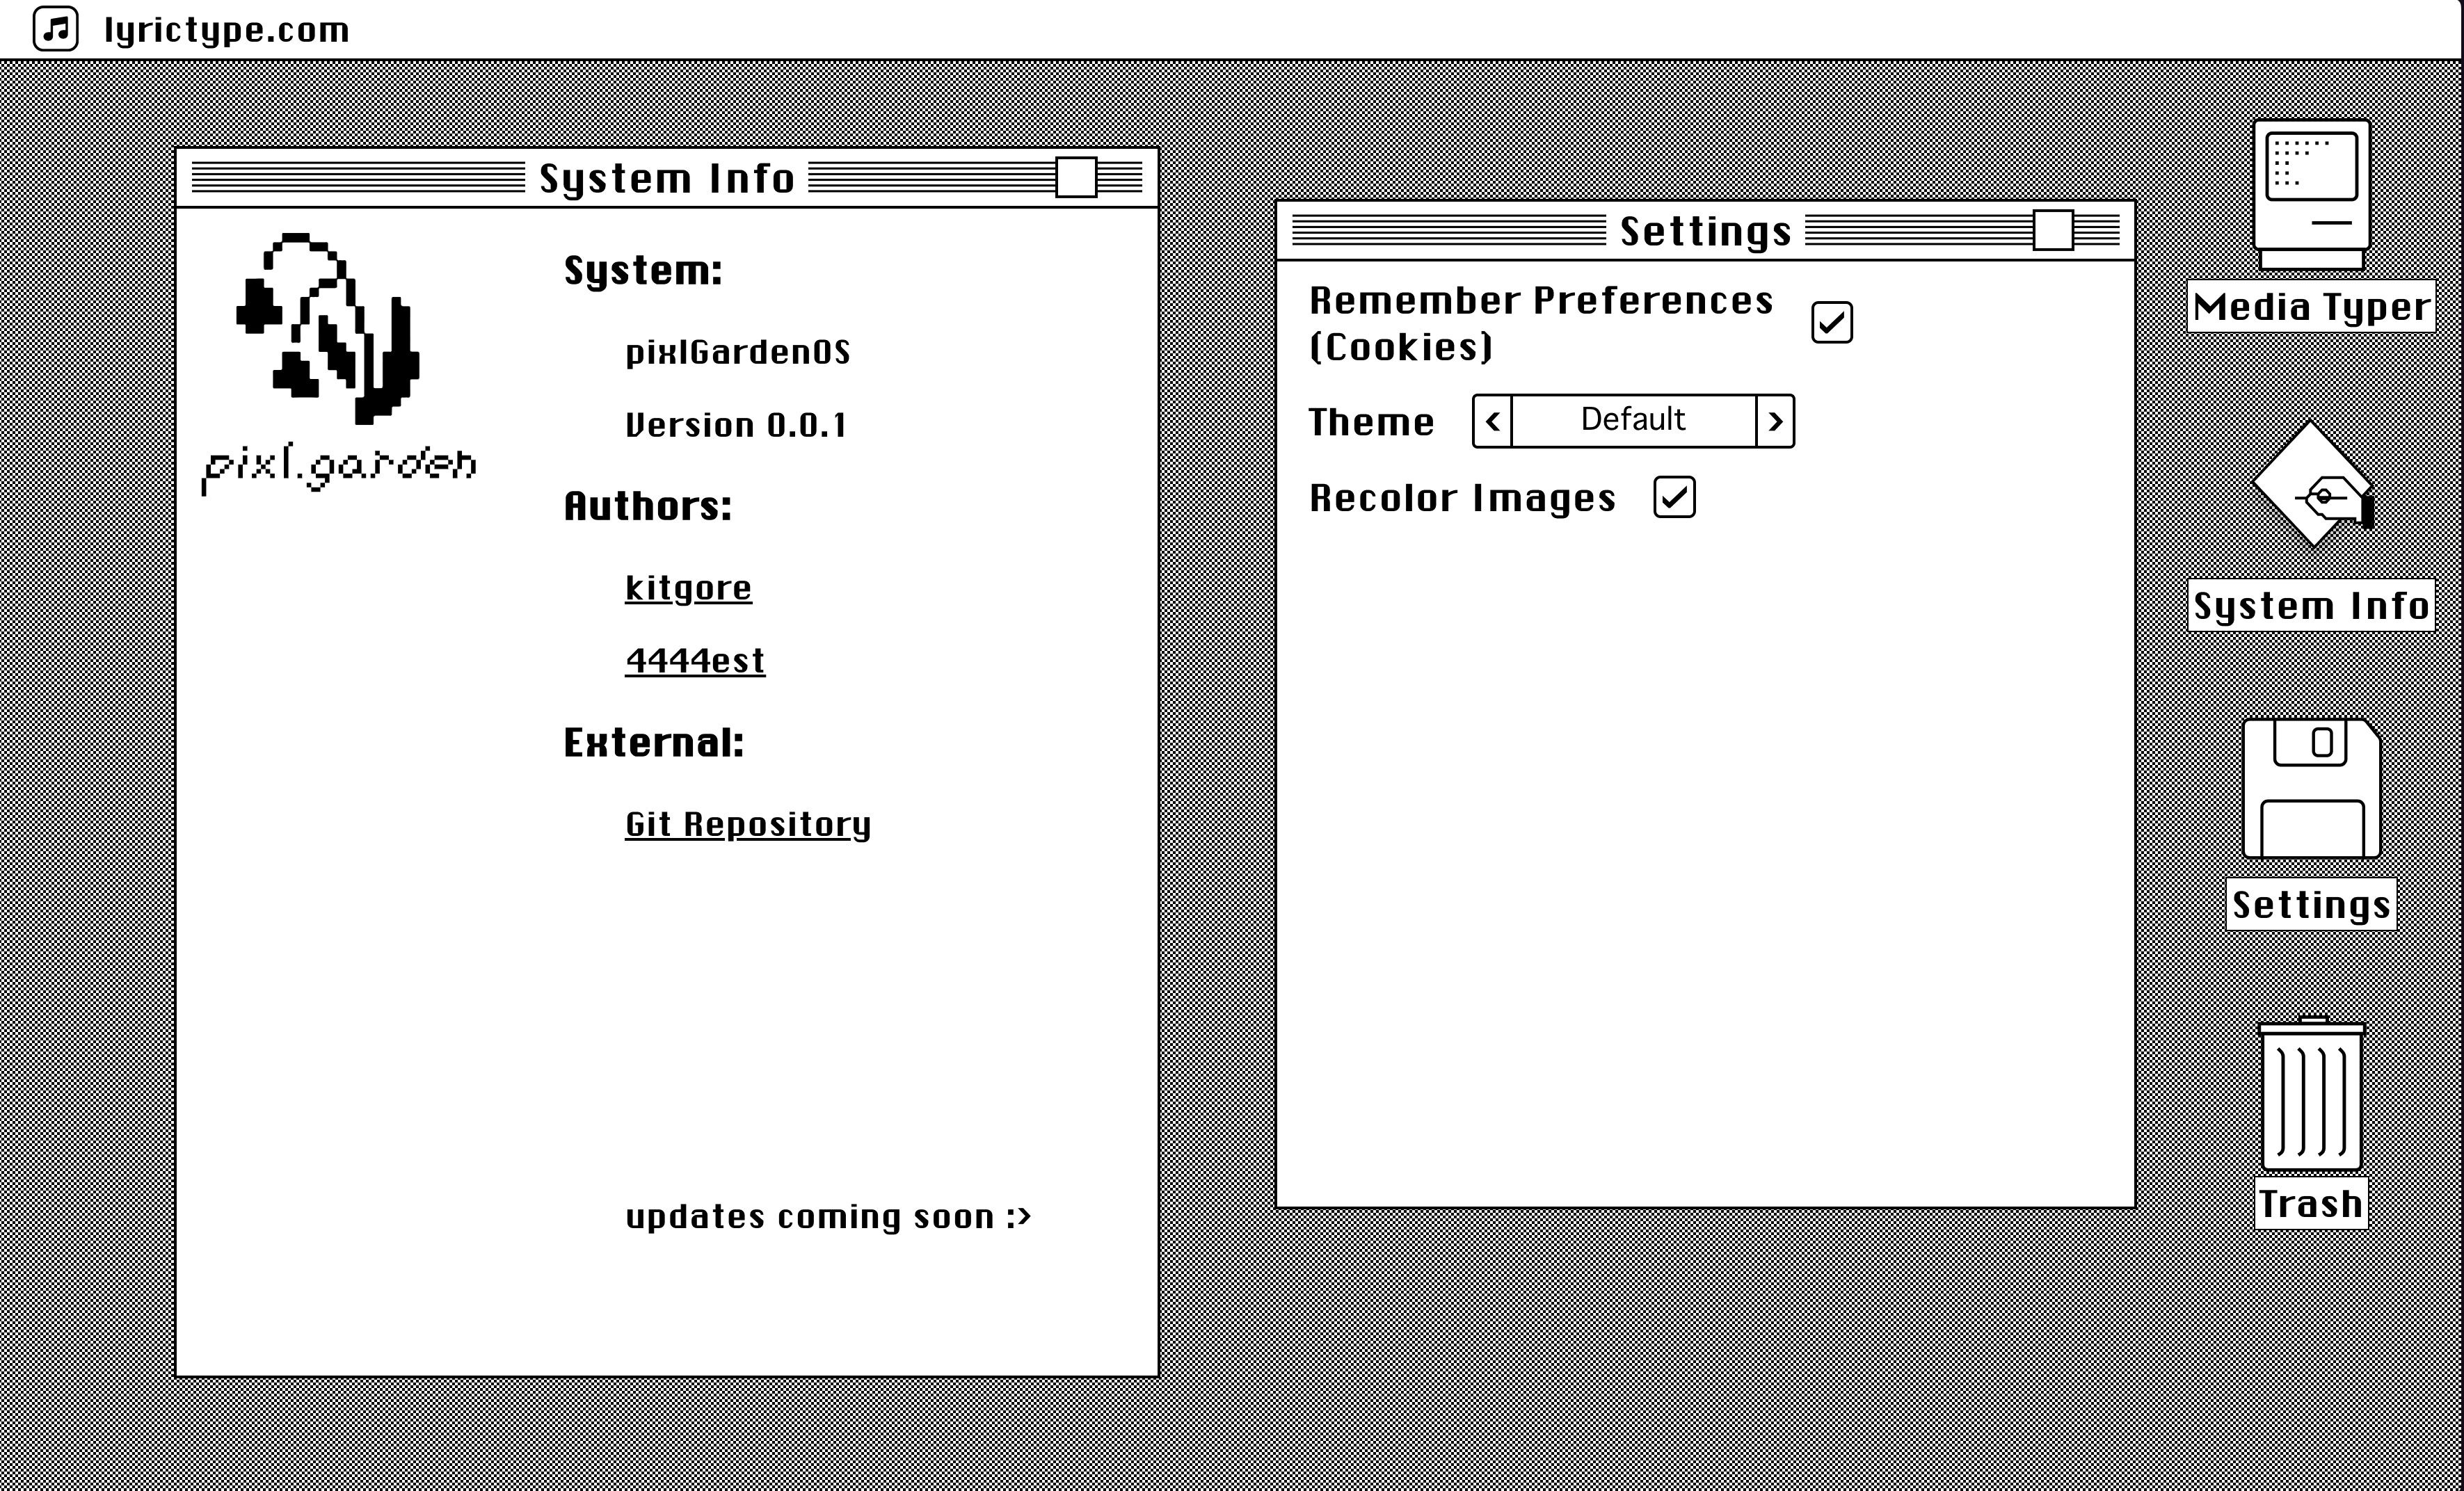 lyrictype.com
System Info
pixl.garden
System:
pixlGardenOS
Version 0.0.1
Authors:
kitgore
4444est
External:
Git Repository
updates coming soon :>
Settings
Remember Preferences
(Cookies)
Theme < Default >
Recolor Images
Media Typer
System Info
Settings
Trash